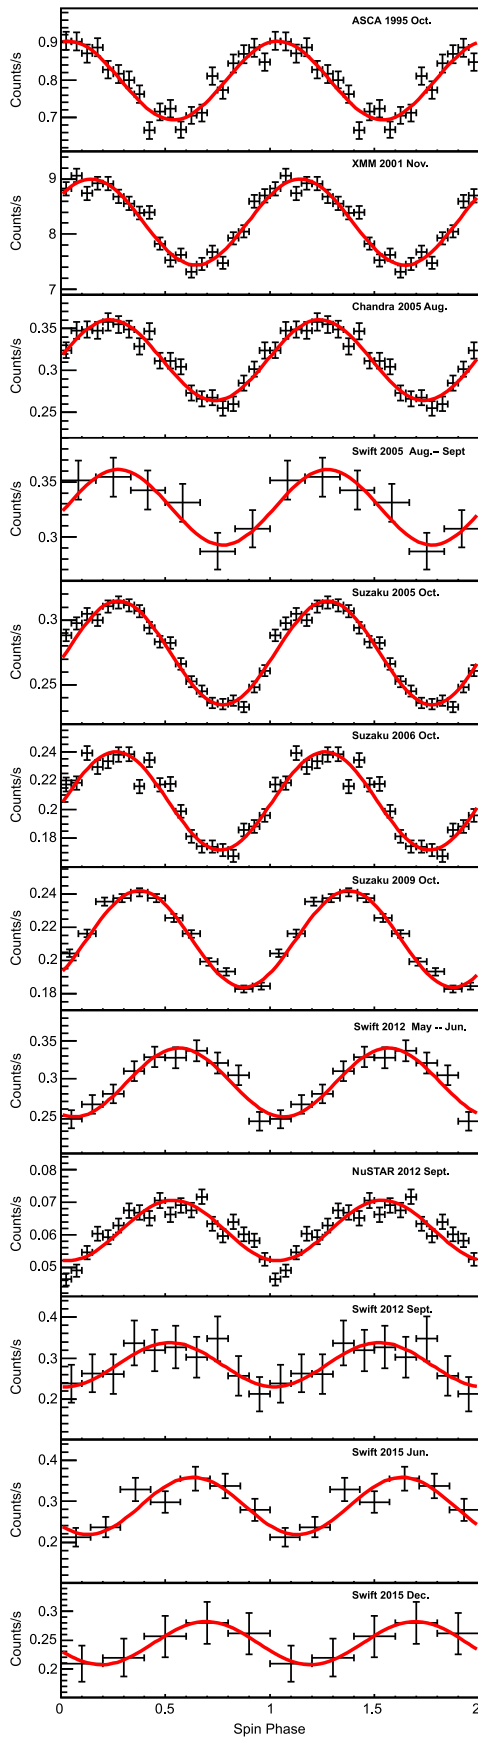 ASCA 1995 Oct.
0.9
0.8
0.7
Counts/s
XMM 2001 Nov.
9
8
7
Counts/s
Chandra 2005 Aug.
0.35
0.3
0.25
Counts/s
Swift 2005 Aug.– Sept
0.35
0.3
Counts/s
Suzaku 2005 Oct.
0.3
0.25
Counts/s
Suzaku 2006 Oct.
0.24
0.22
0.2
0.18
Counts/s
Suzaku 2009 Oct.
0.24
0.2
0.18
Counts/s
Swift 2012 May -- Jun.
0.35
0.3
0.25
Counts/s
NuSTAR 2012 Sept.
0.08
0.07
0.06
0.05
Counts/s
Swift 2012 Sept.
0.4
0.3
0.2
Counts/s
Swift 2015 Jun.
0.4
0.3
0.2
Counts/s
Swift 2015 Dec.
0.3
0.25
0.2
Counts/s
0 0.5 1 1.5 2
Spin Phase